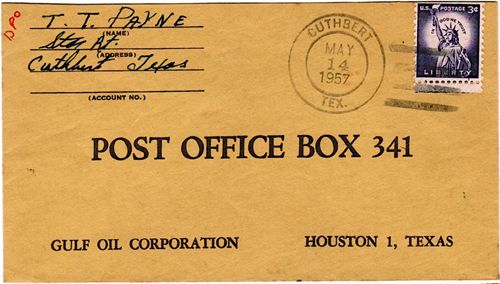 DPO
T. T. PAYNE
(NAME)
Star Rt.
(ADDRESS)
Cuthbert Texas
(ACCOUNT NO.)
CUTHBERT
MAY
14
1957
TEX.
U.S. POSTAGE 3¢
IN GOD WE TRUST
LIBERTY
POST OFFICE BOX 341
GULF OIL CORPORATION HOUSTON 1, TEXAS